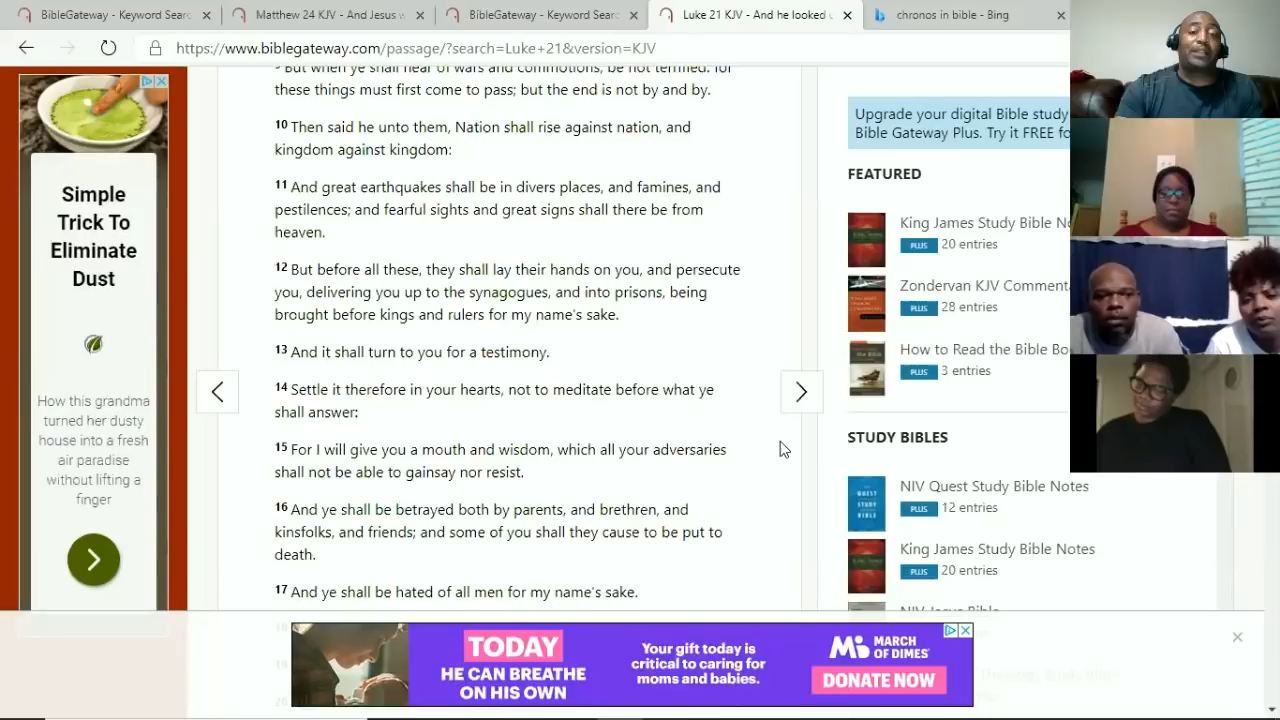 BibleGateway - Keyword Searc
Matthew 24 KJV - And Jesus w
BibleGateway - Keyword Searc
Luke 21 KJV - And he looked u
chronos in bible - Bing
https://www.biblegateway.com/passage/?search=Luke+21&version=KJV
But when ye shall hear of wars and commotions, be not terrified: for
these things must first come to pass; but the end is not by and by.
10 Then said he unto them, Nation shall rise against nation, and
kingdom against kingdom:
11 And great earthquakes shall be in divers places, and famines, and
pestilences; and fearful sights and great signs shall there be from
heaven.
12 But before all these, they shall lay their hands on you, and persecute
you, delivering you up to the synagogues, and into prisons, being
brought before kings and rulers for my name's sake.
13 And it shall turn to you for a testimony.
14 Settle it therefore in your hearts, not to meditate before what ye
shall answer:
15 For I will give you a mouth and wisdom, which all your adversaries
shall not be able to gainsay nor resist.
16 And ye shall be betrayed both by parents, and brethren, and
kinsfolks, and friends; and some of you shall they cause to be put to
death.
17 And ye shall be hated of all men for my name's sake.
Simple
Trick To
Eliminate
Dust
How this grandma
turned her dusty
house into a fresh
air paradise
without lifting a
finger
Upgrade your digital Bible study
Bible Gateway Plus. Try it FREE fo
FEATURED
King James Study Bible No
PLUS 20 entries
Zondervan KJV Commenta
PLUS 28 entries
How to Read the Bible Bo
PLUS 3 entries
STUDY BIBLES
NIV Quest Study Bible Notes
PLUS 12 entries
King James Study Bible Notes
PLUS 20 entries
TODAY
HE CAN BREATHE
ON HIS OWN
Your gift today is
critical to caring for
moms and babies.
MARCH
OF DIMES
DONATE NOW